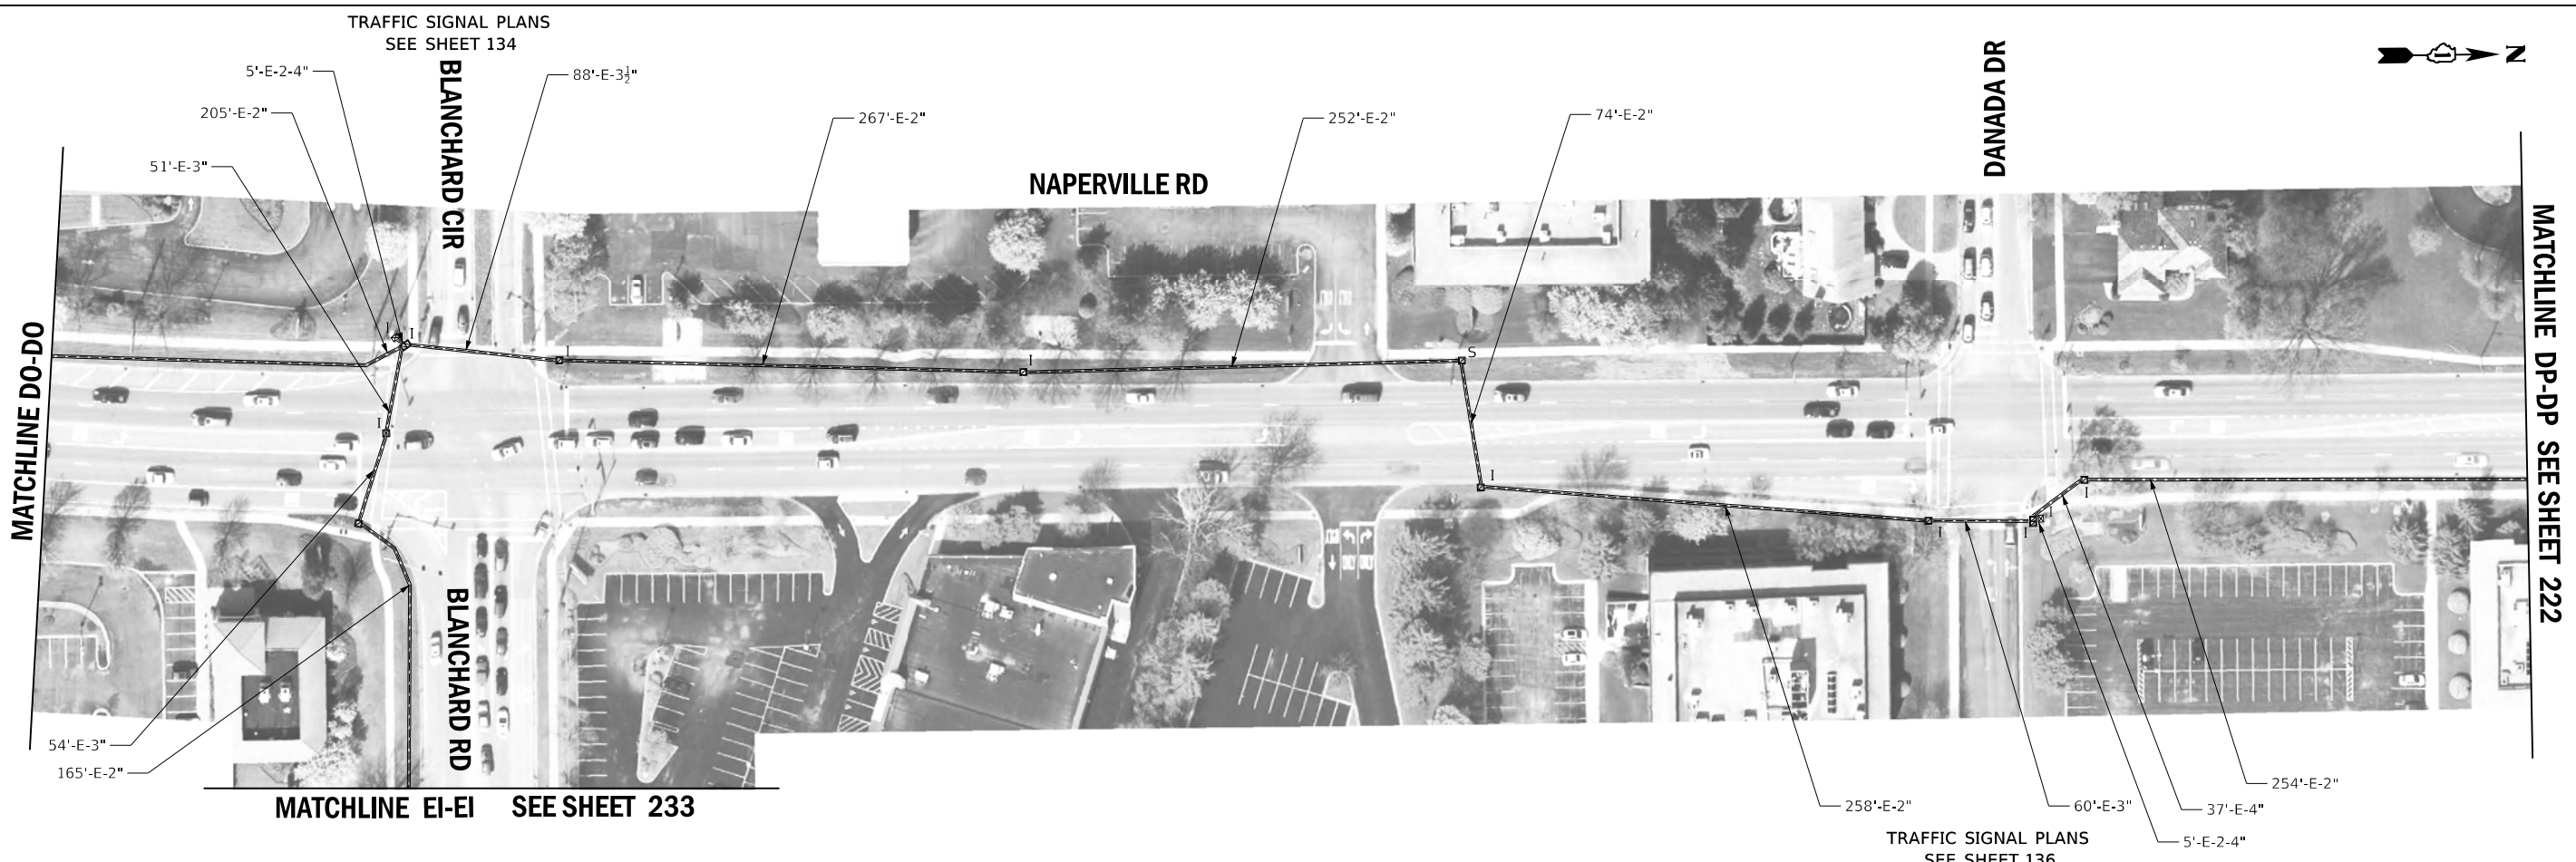 TRAFFIC SIGNAL PLANS
SEE SHEET 134
BLANCHARD CIR
5'-E-2-4"
88'-E-3½"
205'-E-2"
267'-E-2"
252'-E-2"
74'-E-2"
51'-E-3"
NAPERVILLE RD
DANADA DR
N
MATCHLINE DO-DO
MATCHLINE DP-DP SEE SHEET 222
I
I
I
I
I
S
I
I
I
I
I
BLANCHARD RD
54'-E-3"
165'-E-2"
MATCHLINE EI-EI SEE SHEET 233
254'-E-2"
258'-E-2"
60'-E-3"
37'-E-4"
5'-E-2-4"
TRAFFIC SIGNAL PLANS
SEE SHEET 136